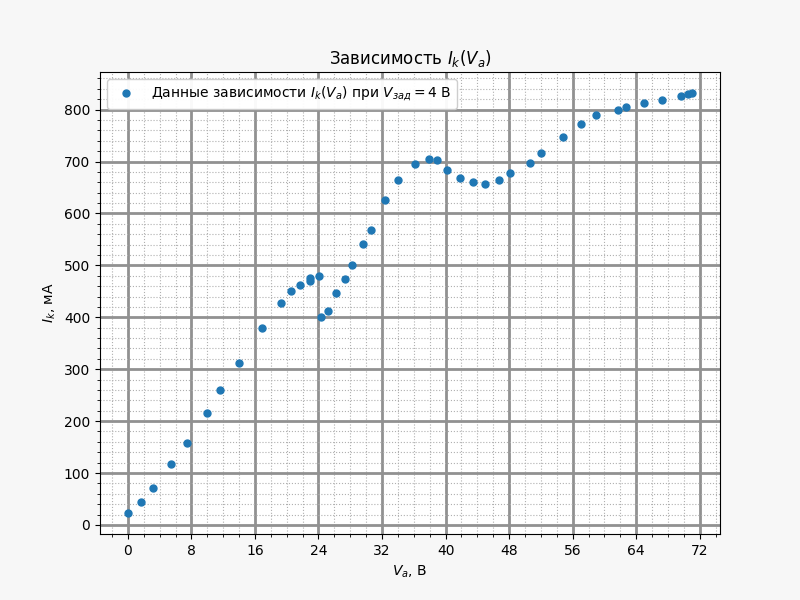 Зависимость I_k(V_a)
Данные зависимости I_k(V_a) при V_зад = 4 В
I_k, мА
800
700
600
500
400
300
200
100
0
0 8 16 24 32 40 48 56 64 72
V_a, В